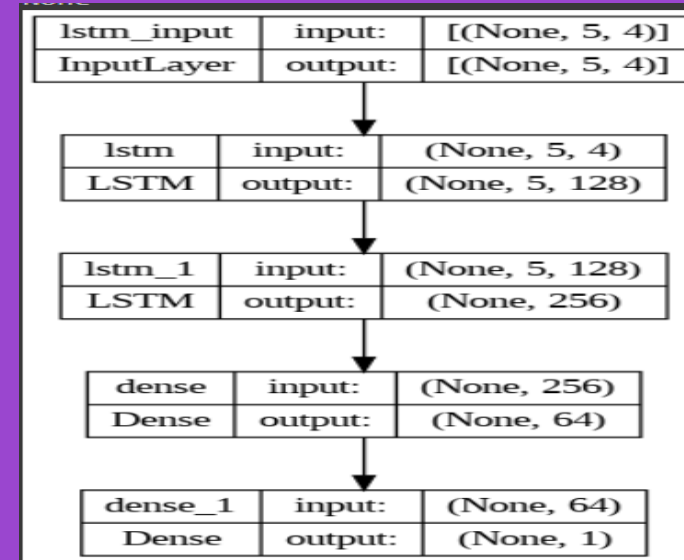 None
lstm_input input: [(None, 5, 4)]
InputLayer output: [(None, 5, 4)]
lstm input: (None, 5, 4)
LSTM output: (None, 5, 128)
lstm_1 input: (None, 5, 128)
LSTM output: (None, 256)
dense input: (None, 256)
Dense output: (None, 64)
dense_1 input: (None, 64)
Dense output: (None, 1)